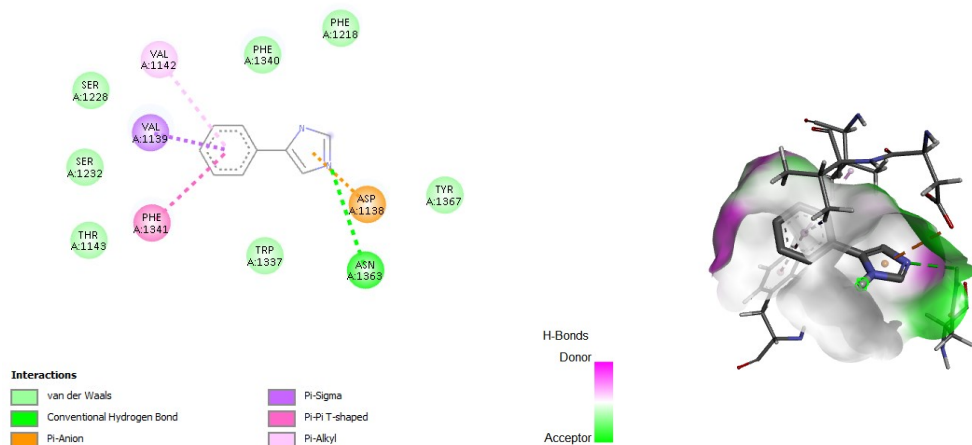 PHE
A:1218
VAL
A:1142
PHE
A:1340
SER
A:1228
VAL
A:1139
N
SER
A:1232
N
TYR
A:1367
ASP
A:1138
PHE
A:1341
THR
A:1143
TRP
A:1337
ASN
A:1363
H-Bonds
Donor
Acceptor
Interactions
van der Waals
Conventional Hydrogen Bond
Pi-Anion
Pi-Sigma
Pi-Pi T-shaped
Pi-Alkyl